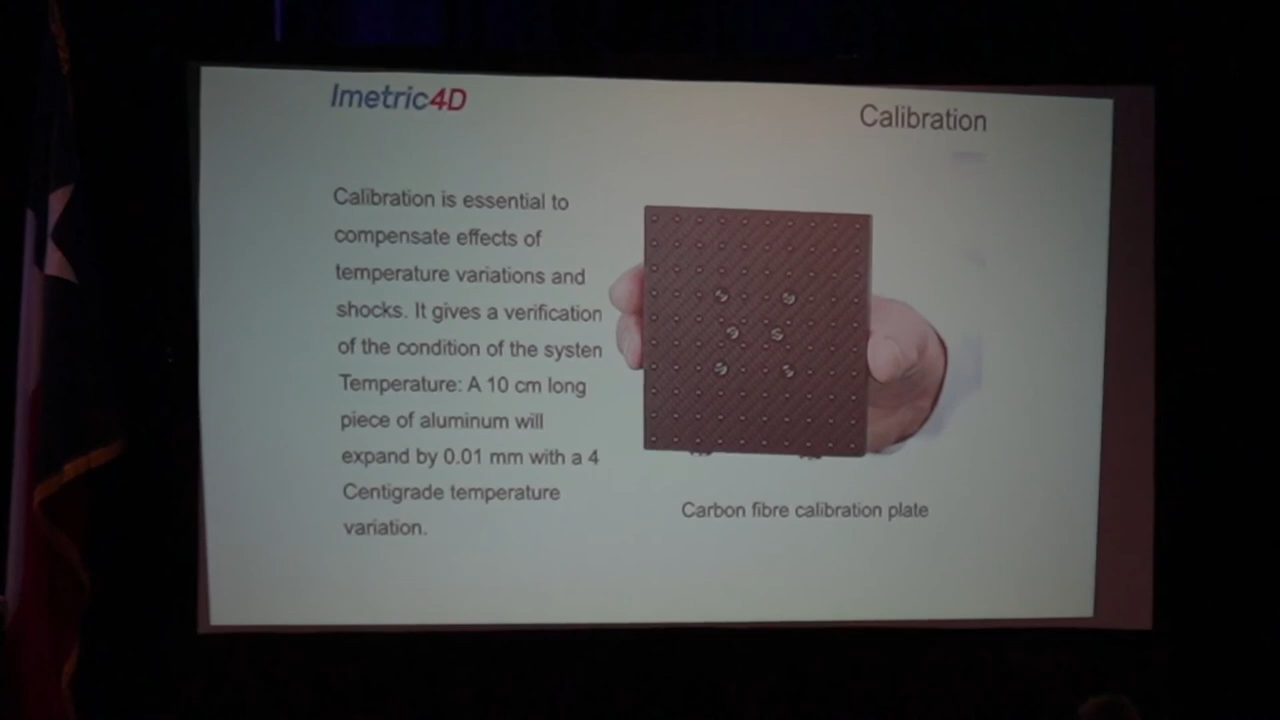 Imetric4D
Calibration
Calibration is essential to
compensate effects of
temperature variations and
shocks. It gives a verification
of the condition of the systen
Temperature: A 10 cm long
piece of aluminum will
expand by 0.01 mm with a 4
Centigrade temperature
variation.
Carbon fibre calibration plate